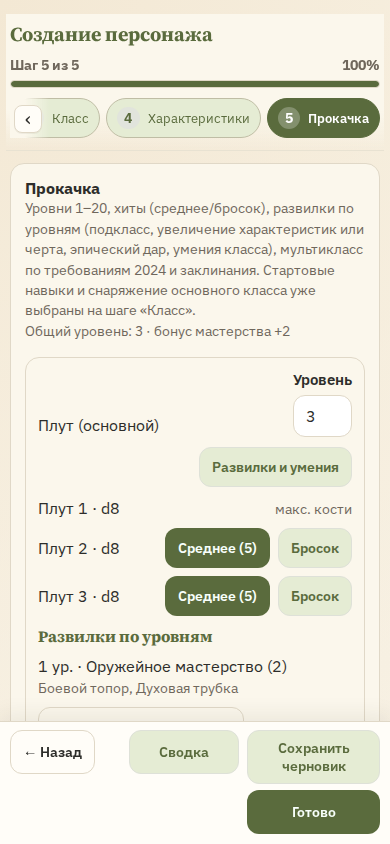 Создание персонажа
Шаг 5 из 5 100%
‹ Класс 4 Характеристики 5 Прокачка
Прокачка
Уровни 1–20, хиты (среднее/бросок), развилки по
уровням (подкласс, увеличение характеристик или
черта, эпический дар, умения класса), мультикласс
по требованиям 2024 и заклинания. Стартовые
навыки и снаряжение основного класса уже
выбраны на шаге «Класс».
Общий уровень: 3 · бонус мастерства +2
Уровень
Плут (основной) 3
Развилки и умения
Плут 1 · d8 макс. кости
Плут 2 · d8 Среднее (5) Бросок
Плут 3 · d8 Среднее (5) Бросок
Развилки по уровням
1 ур. · Оружейное мастерство (2)
Боевой топор, Духовая трубка
← Назад Сводка Сохранить
черновик
Готово